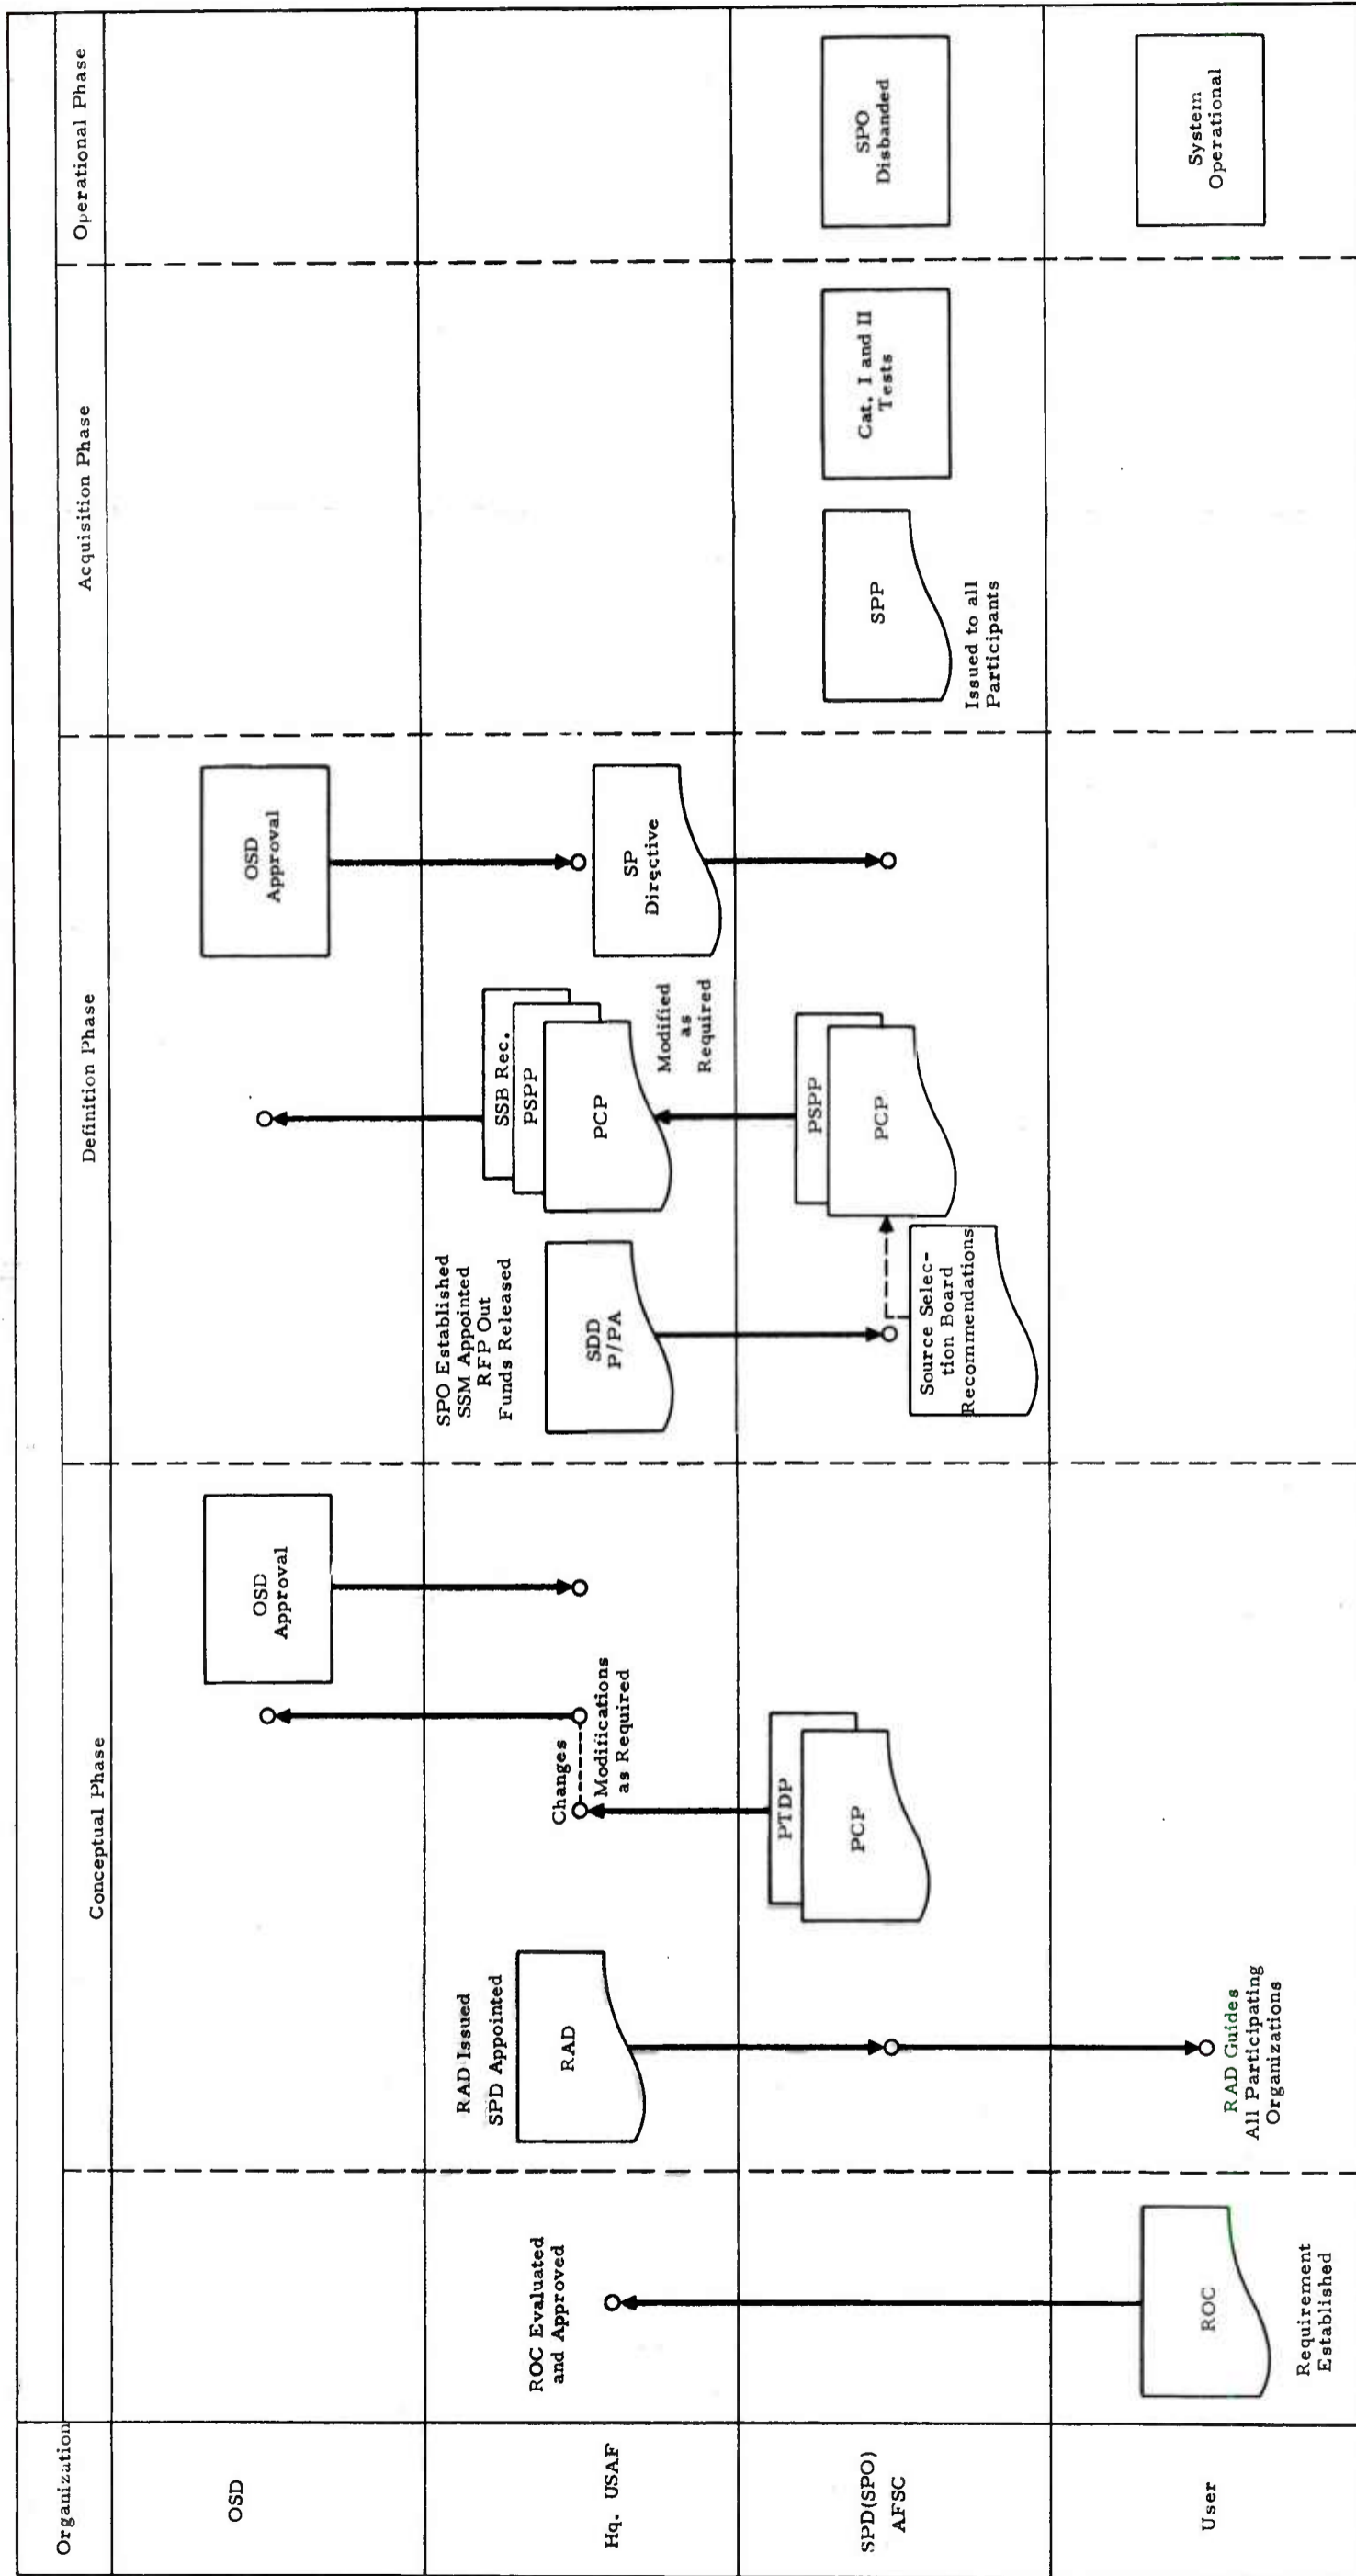 Organization
Conceptual Phase
Definition Phase
Acquisition Phase
Operational Phase
OSD
OSD
Approval
OSD
Approval
Hq. USAF
ROC Evaluated
and Approved
RAD Issued
SPD Appointed
RAD
Changes
Modifications
as Required
SPO Established
SSM Appointed
RFP Out
Funds Released
SDD
P/PA
SSB Rec.
PSPP
PCP
Modified
as
Required
SP
Directive
SPD(SPO)
AFSC
PTDP
PCP
Source Selec-
tion Board
Recommendations
PSPP
PCP
SPP
Issued to all
Participants
Cat. I and II
Tests
SPO
Disbanded
User
ROC
Requirement
Established
RAD Guides
All Participating
Organizations
System
Operational